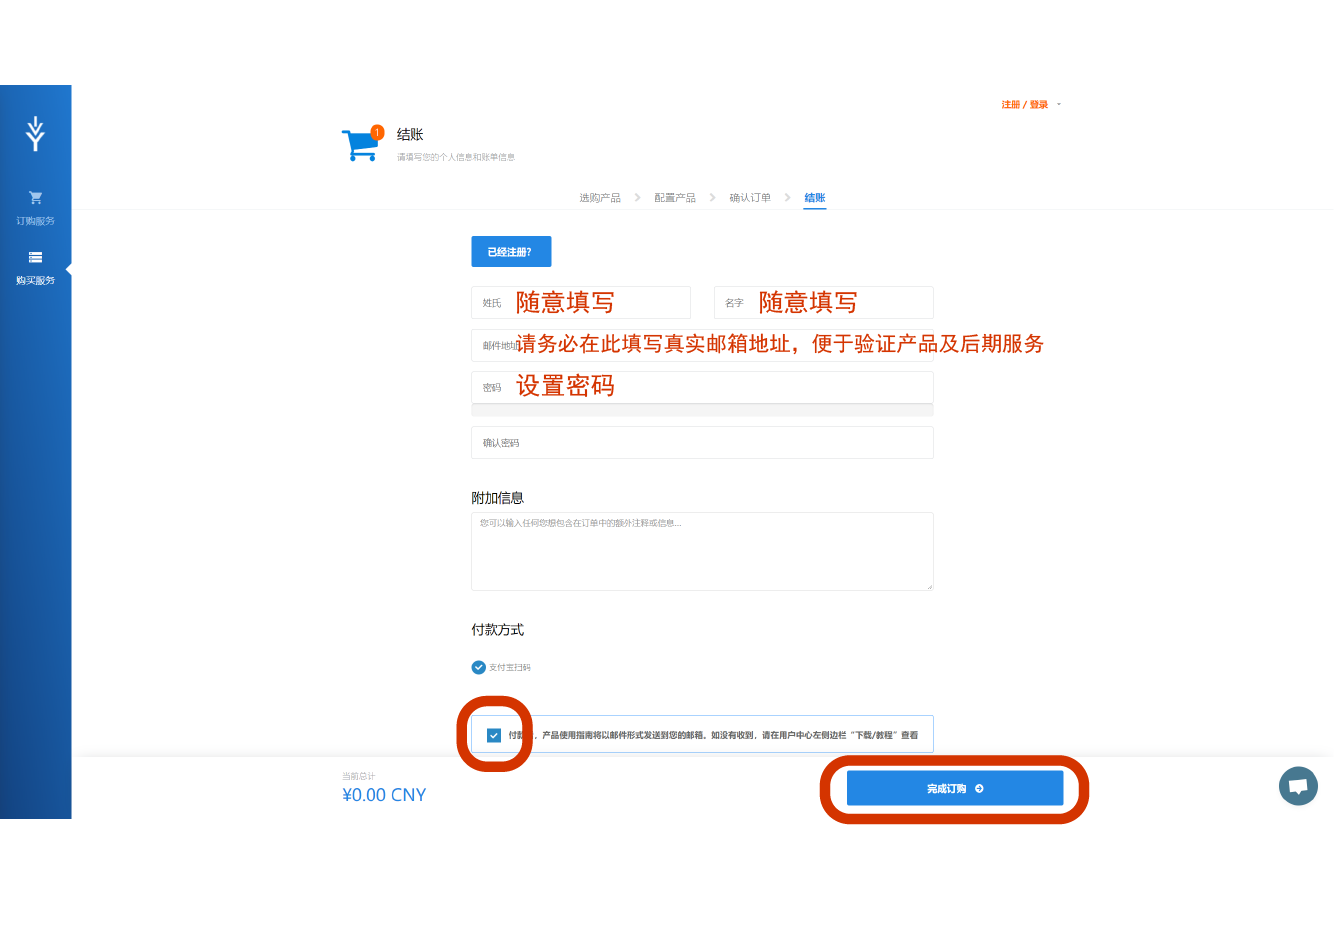 注册 / 登录
1
结账
请填写您的个人信息和账单信息
订购服务
购买服务
选购产品
配置产品
确认订单
结账
已经注册?
姓氏 随意填写
名字 随意填写
邮件地址 请务必在此填写真实邮箱地址，便于验证产品及后期服务
密码 设置密码
确认密码
附加信息
您可以输入任何您想包含在订单中的额外注释或信息...
付款方式
支付宝扫码
付款，产品使用指南将以邮件形式发送到您的邮箱，如没有收到，请在用户中心左侧边栏“下载/教程”查看
当前总计
¥0.00 CNY
完成订购